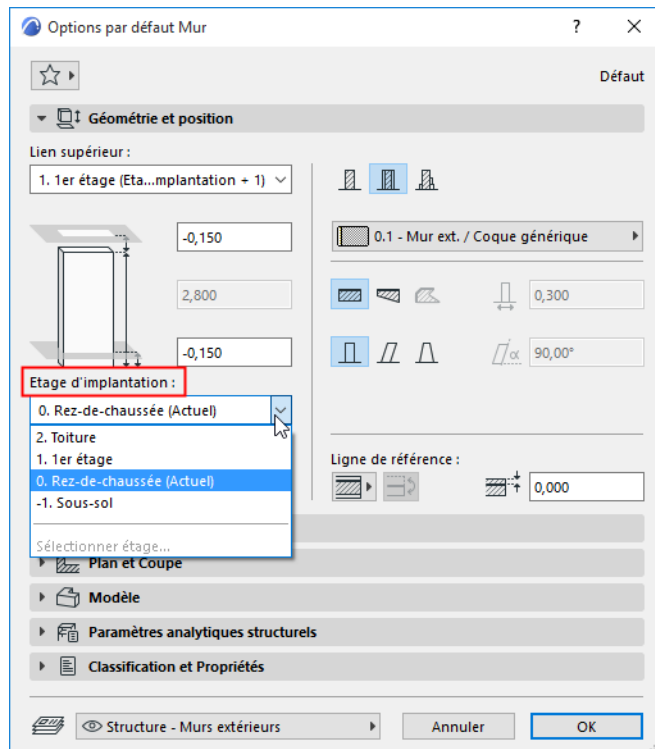 Options par défaut Mur
?
Défaut
Géométrie et position
Lien supérieur :
1. 1er étage (Eta...mplantation + 1)
-0,150
0.1 - Mur ext. / Coque générique
2,800
0,300
-0,150
α
90,00°
Etage d'implantation :
0. Rez-de-chaussée (Actuel)
2. Toiture
1. 1er étage
Ligne de référence :
0. Rez-de-chaussée (Actuel)
0,000
-1. Sous-sol
Sélectionner étage...
Plan et Coupe
Modèle
Paramètres analytiques structurels
Classification et Propriétés
Structure - Murs extérieurs
Annuler
OK